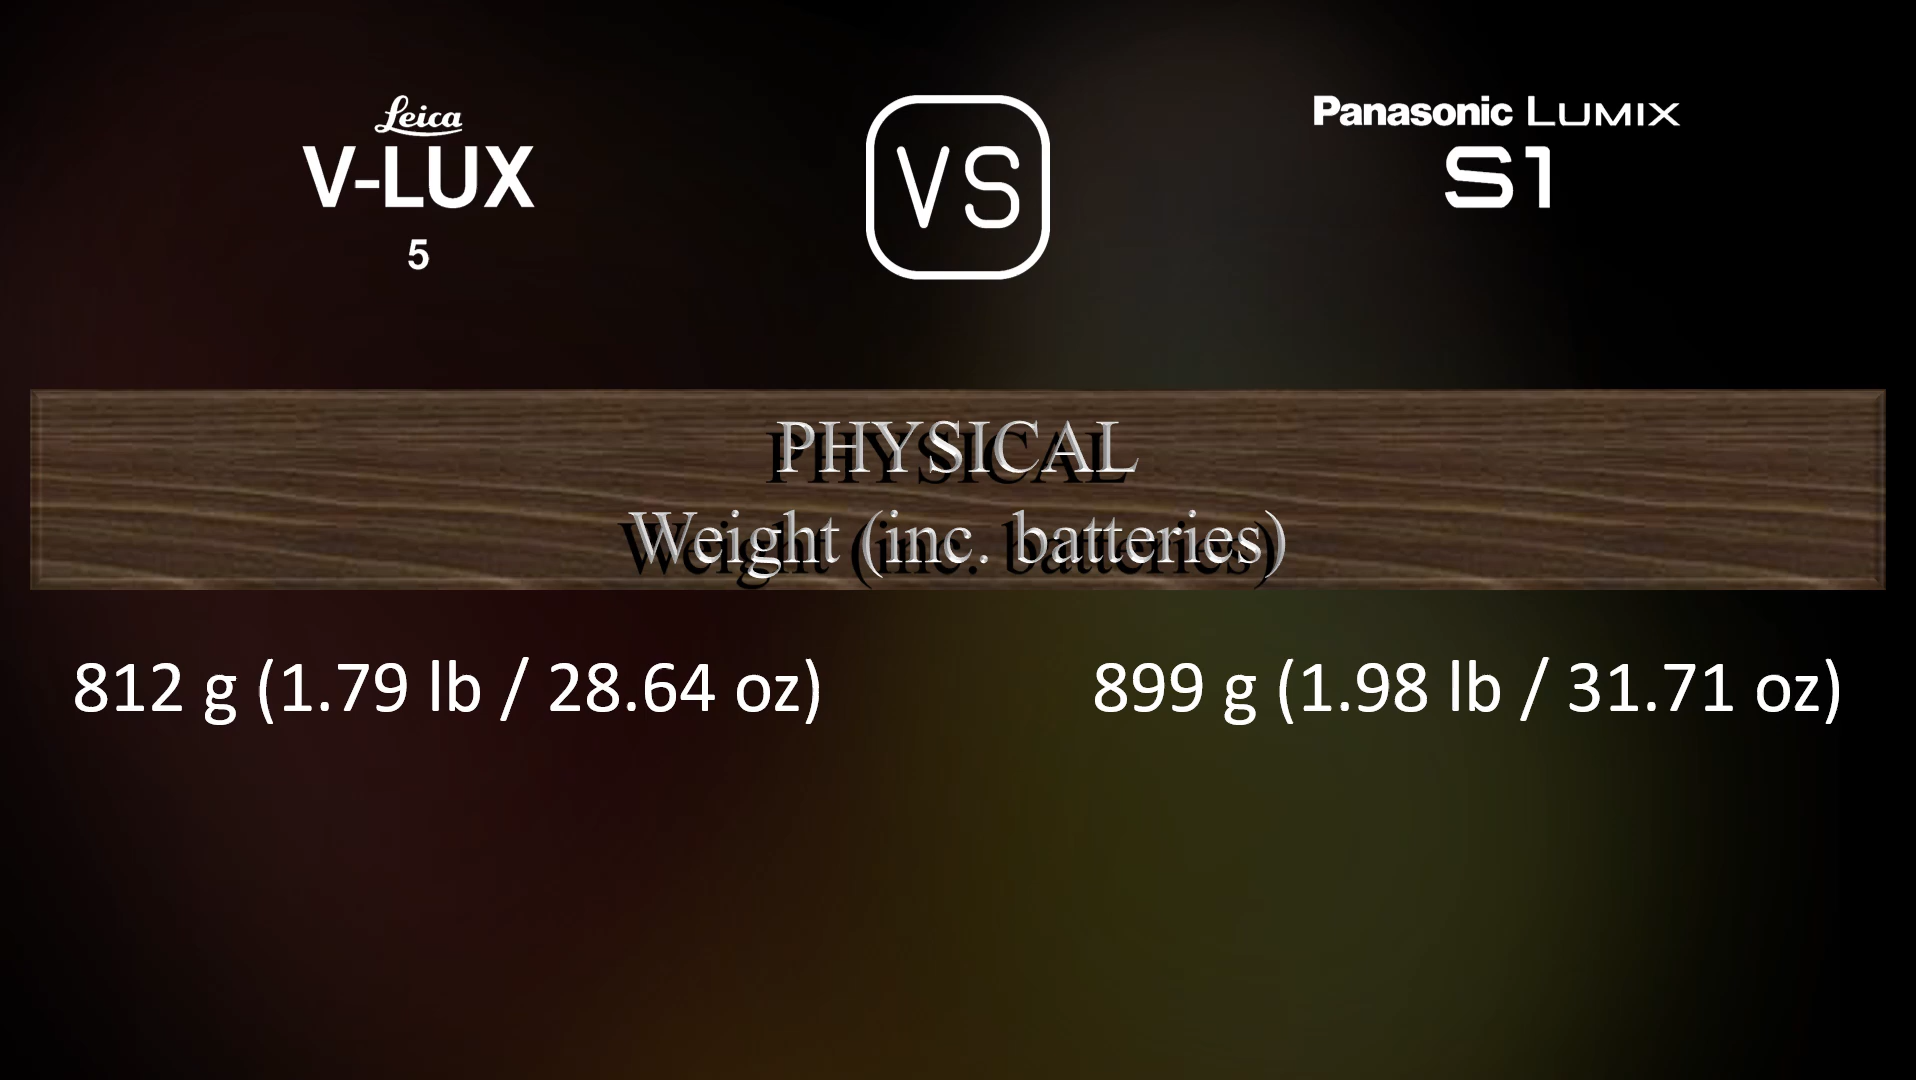 Leica
V-LUX
5
VS
Panasonic LUMIX
S1
PHYSICAL
Weight (inc. batteries)
812 g (1.79 lb / 28.64 oz)
899 g (1.98 lb / 31.71 oz)